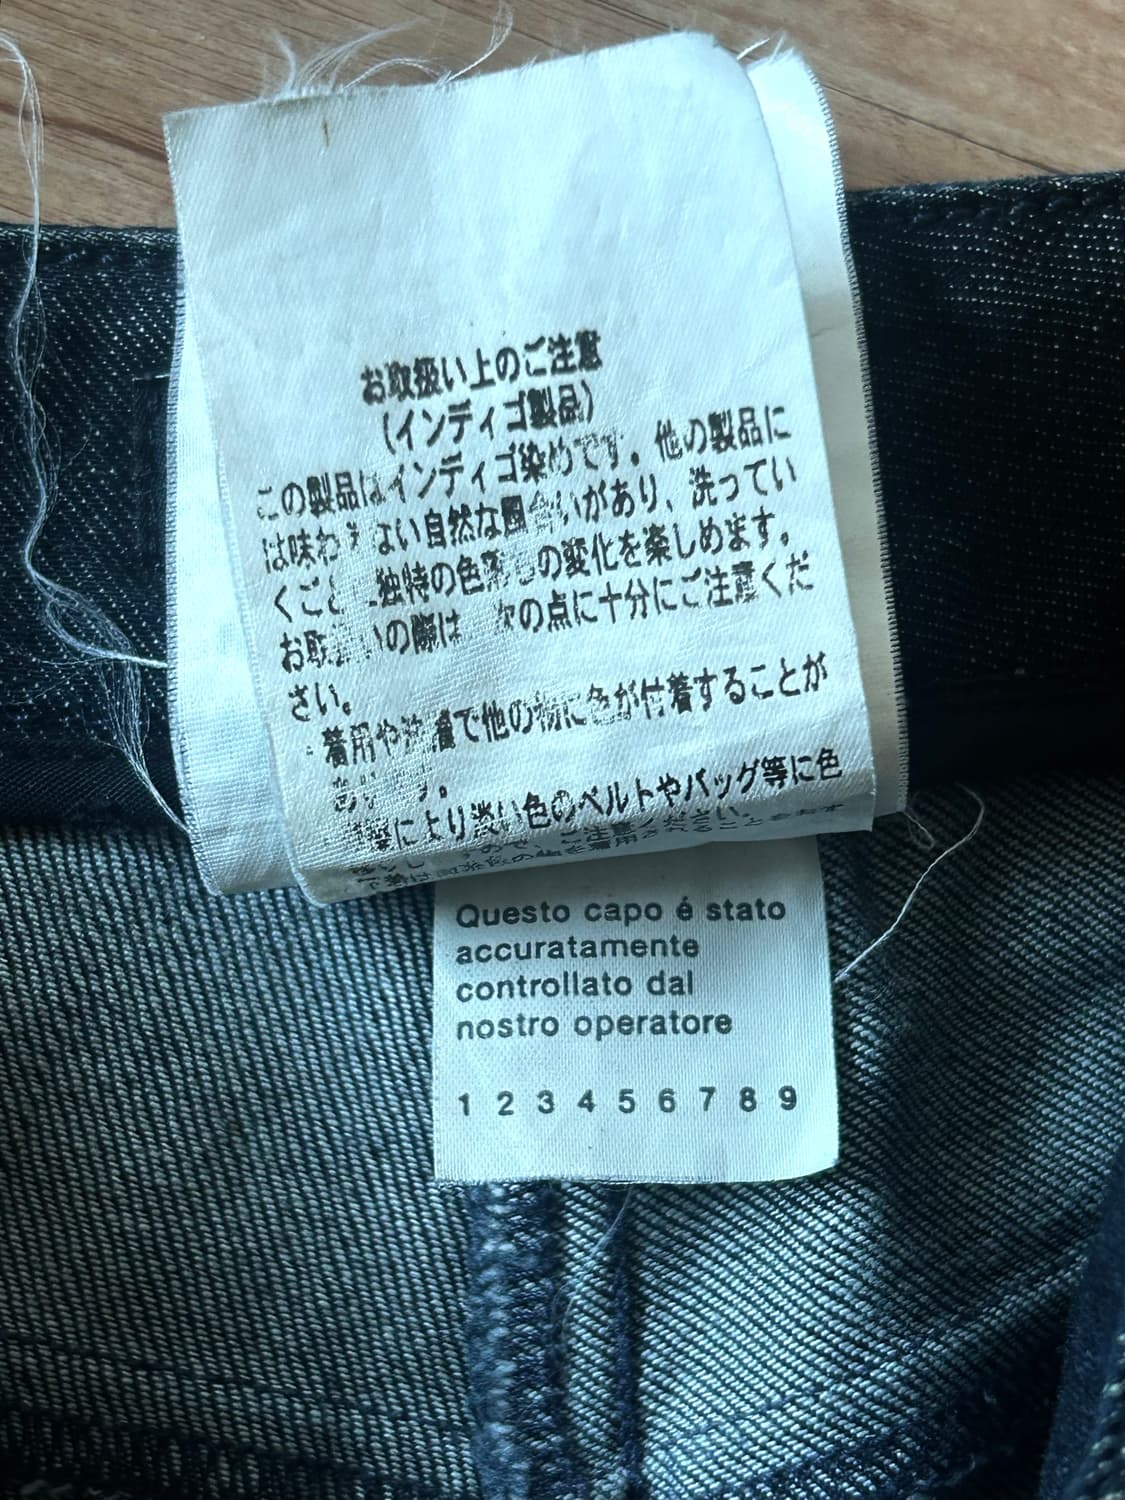 お取扱い上のご注意
(インディゴ製品)
この製品はインディゴ染めです。他の製品に
は味わえない自然な風合いがあり、洗ってい
くごとに独特の色落ちの変化を楽しめます。
お取扱いの際は 次の点に十分にご注意くだ
さい。
・着用や洗濯で他の物に色が付着することが
あります。
により淡い色のベルトやバッグ等に色
Questo capo é stato
accuratamente
controllato dal
nostro operatore
1 2 3 4 5 6 7 8 9